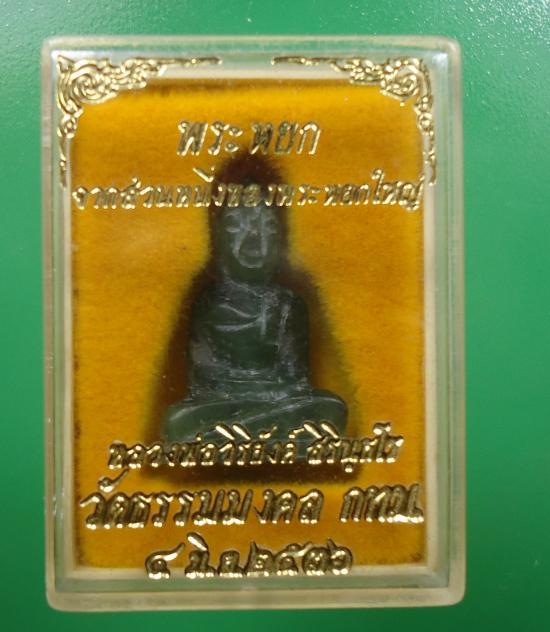 พระหยก
จากส่วนหนึ่งของพระหยกใหญ่
หลวงพ่อวิริยังค์ สิรินฺธโร
วัดธรรมมงคล กทม.
๔ มิ.ย.๒๕๓๖